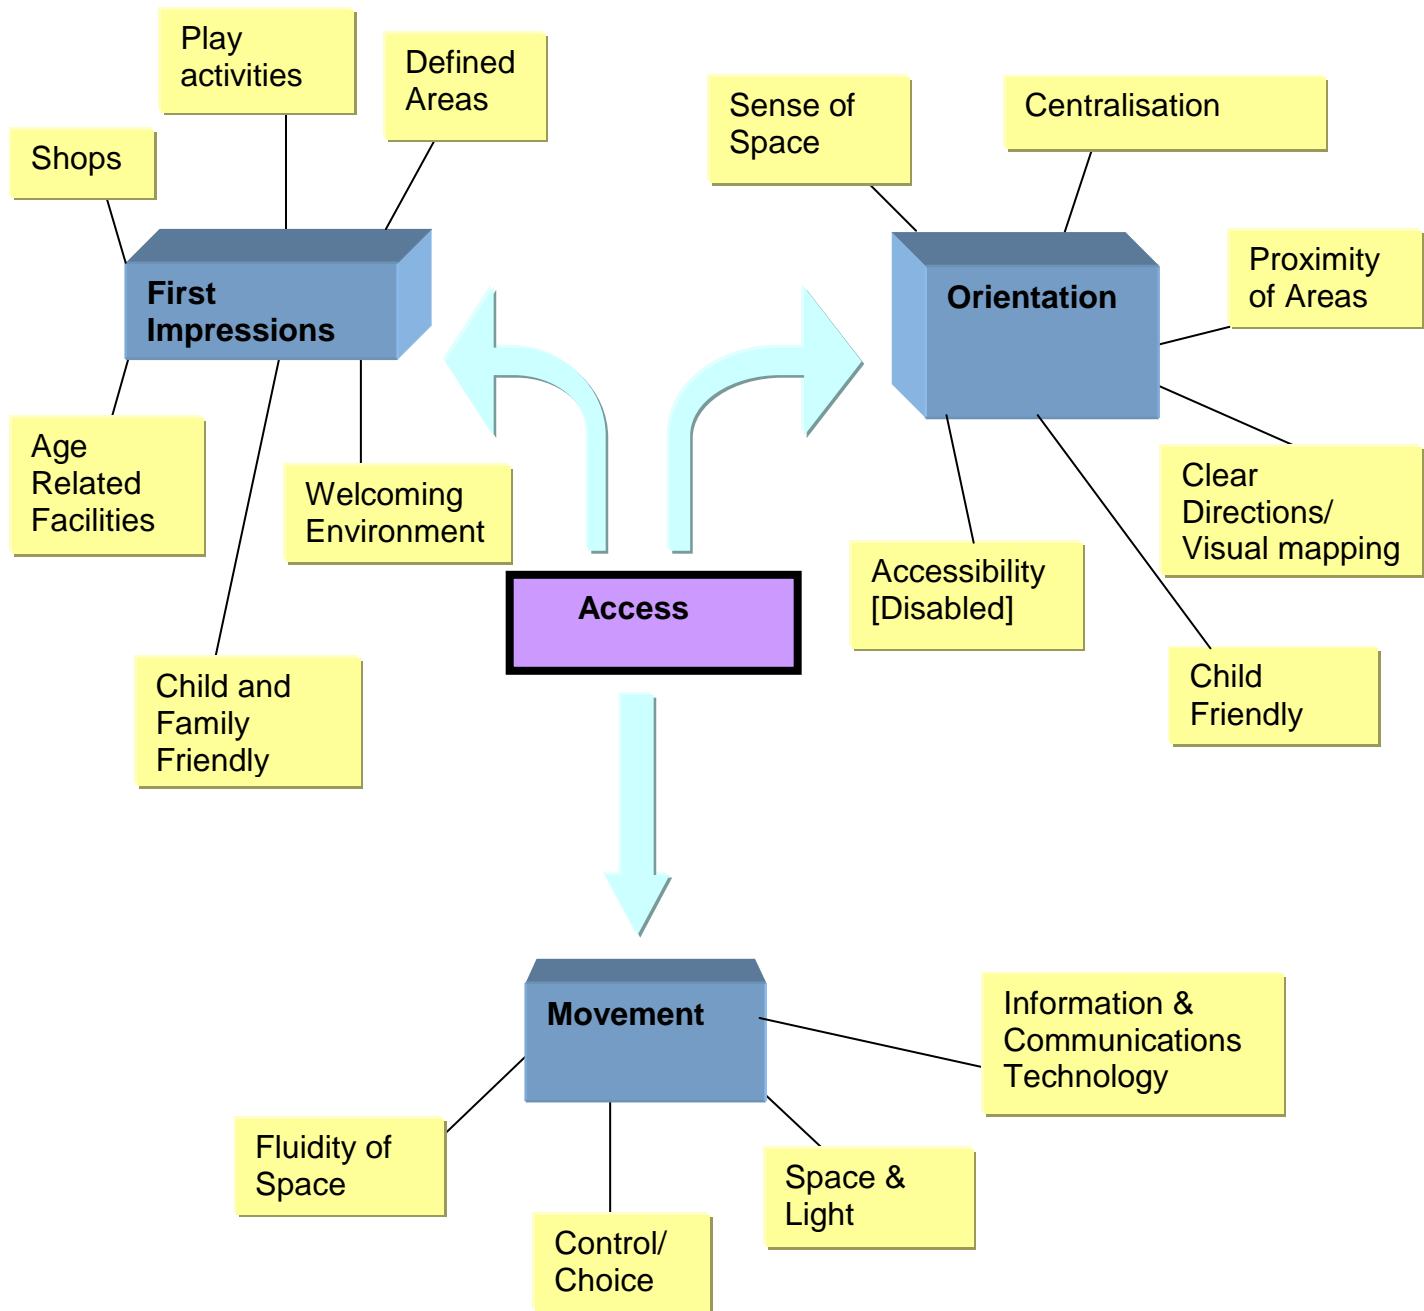 Play
activities
Defined
Areas
Shops
First
Impressions
Age
Related
Facilities
Welcoming
Environment
Child and
Family
Friendly
Sense of
Space
Centralisation
Proximity
of Areas
Orientation
Clear
Directions/
Visual mapping
Accessibility
[Disabled]
Child
Friendly
Access
Movement
Information &
Communications
Technology
Fluidity of
Space
Space &
Light
Control/
Choice